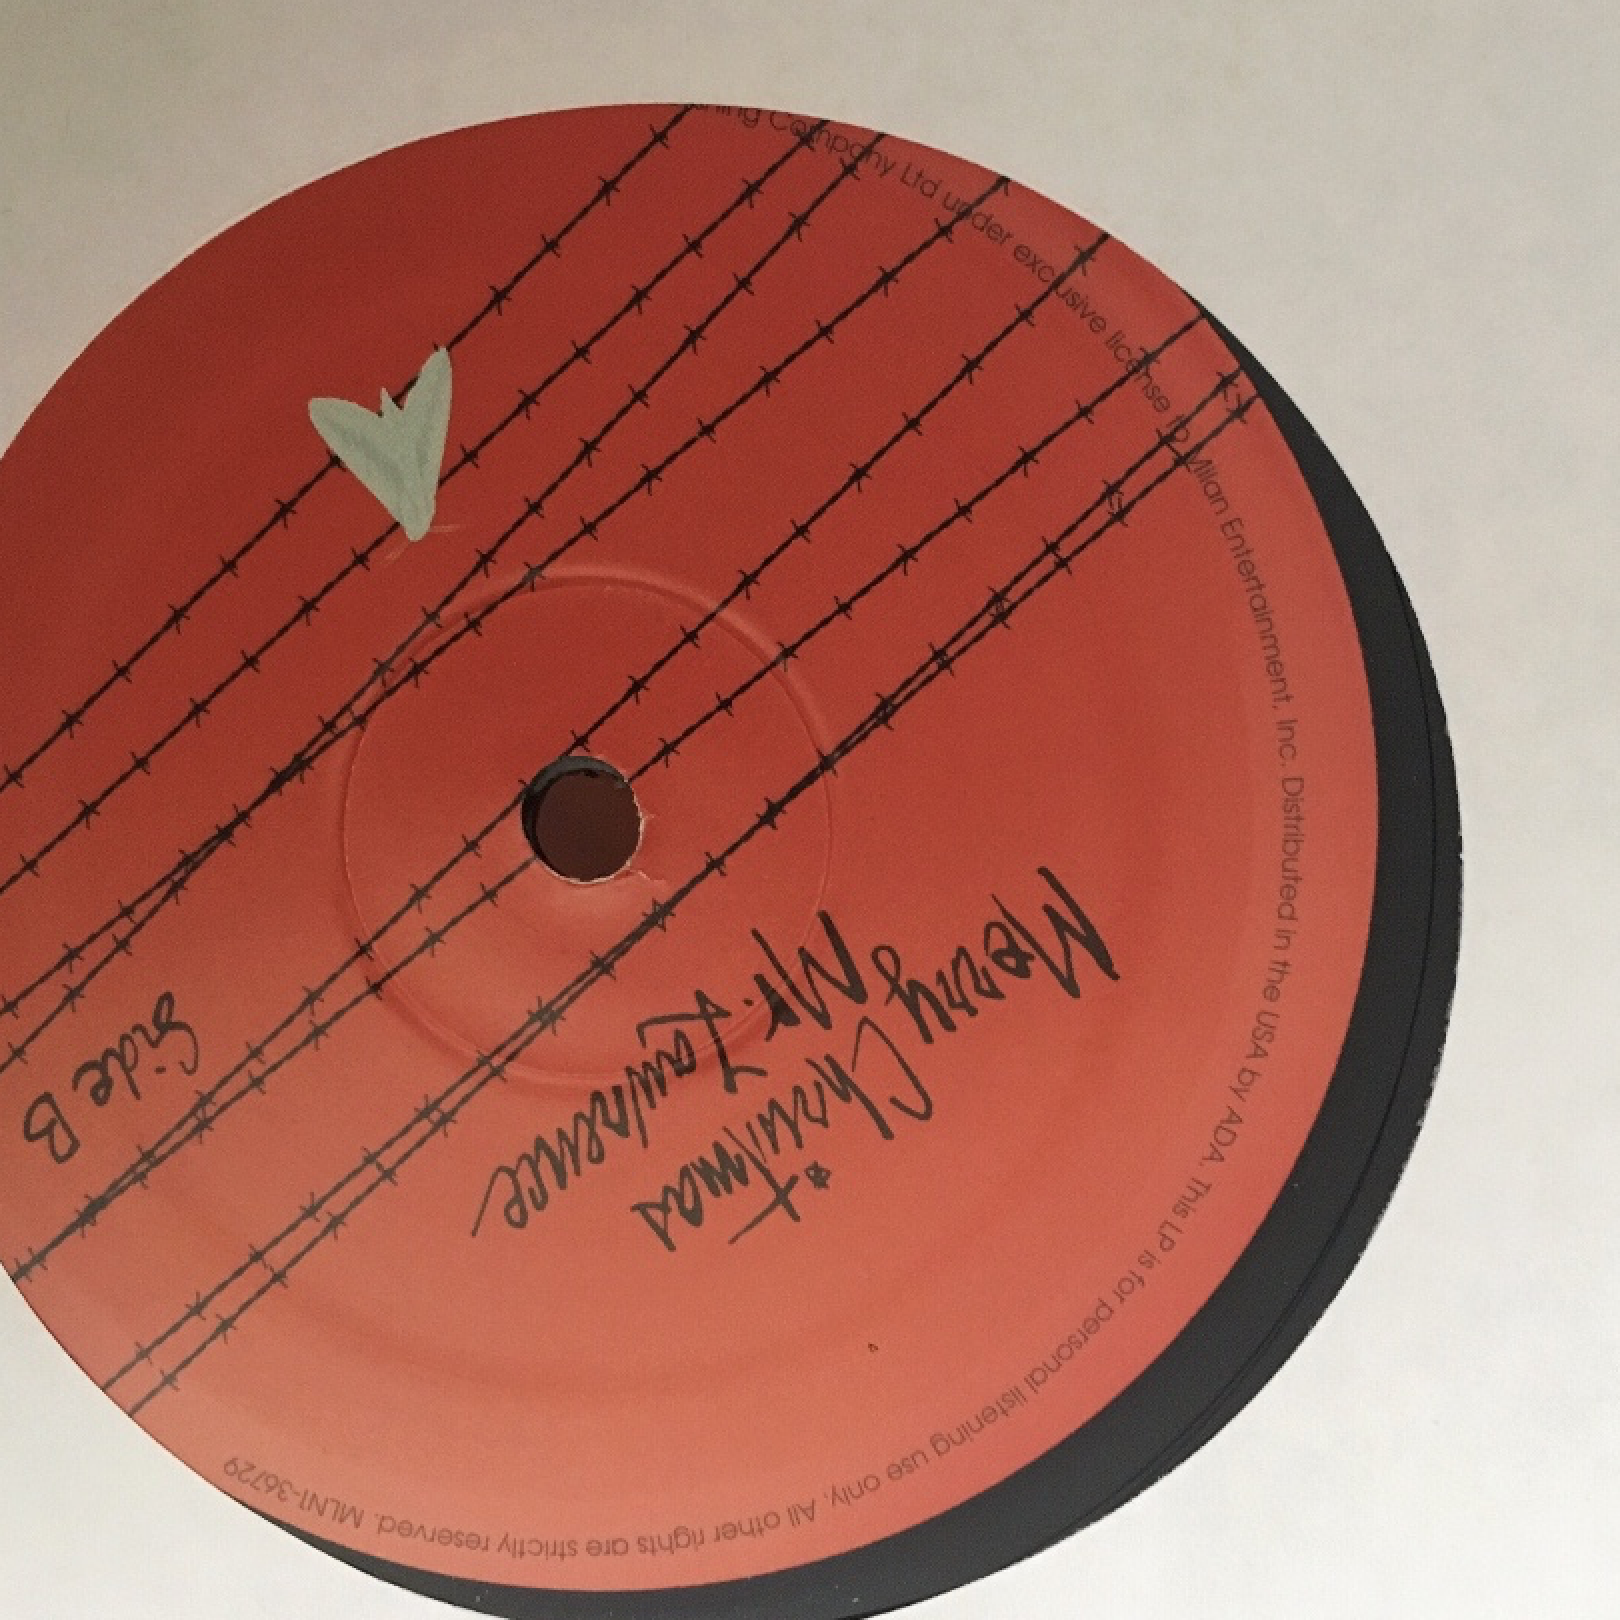 Merry Christmas
Mr. Lawrence
Side B
Company Ltd under exclusive license to Milan Entertainment, Inc. Distributed in the USA by ADA. This LP is for personal listening use only. All other rights are strictly reserved. MLN1-36729